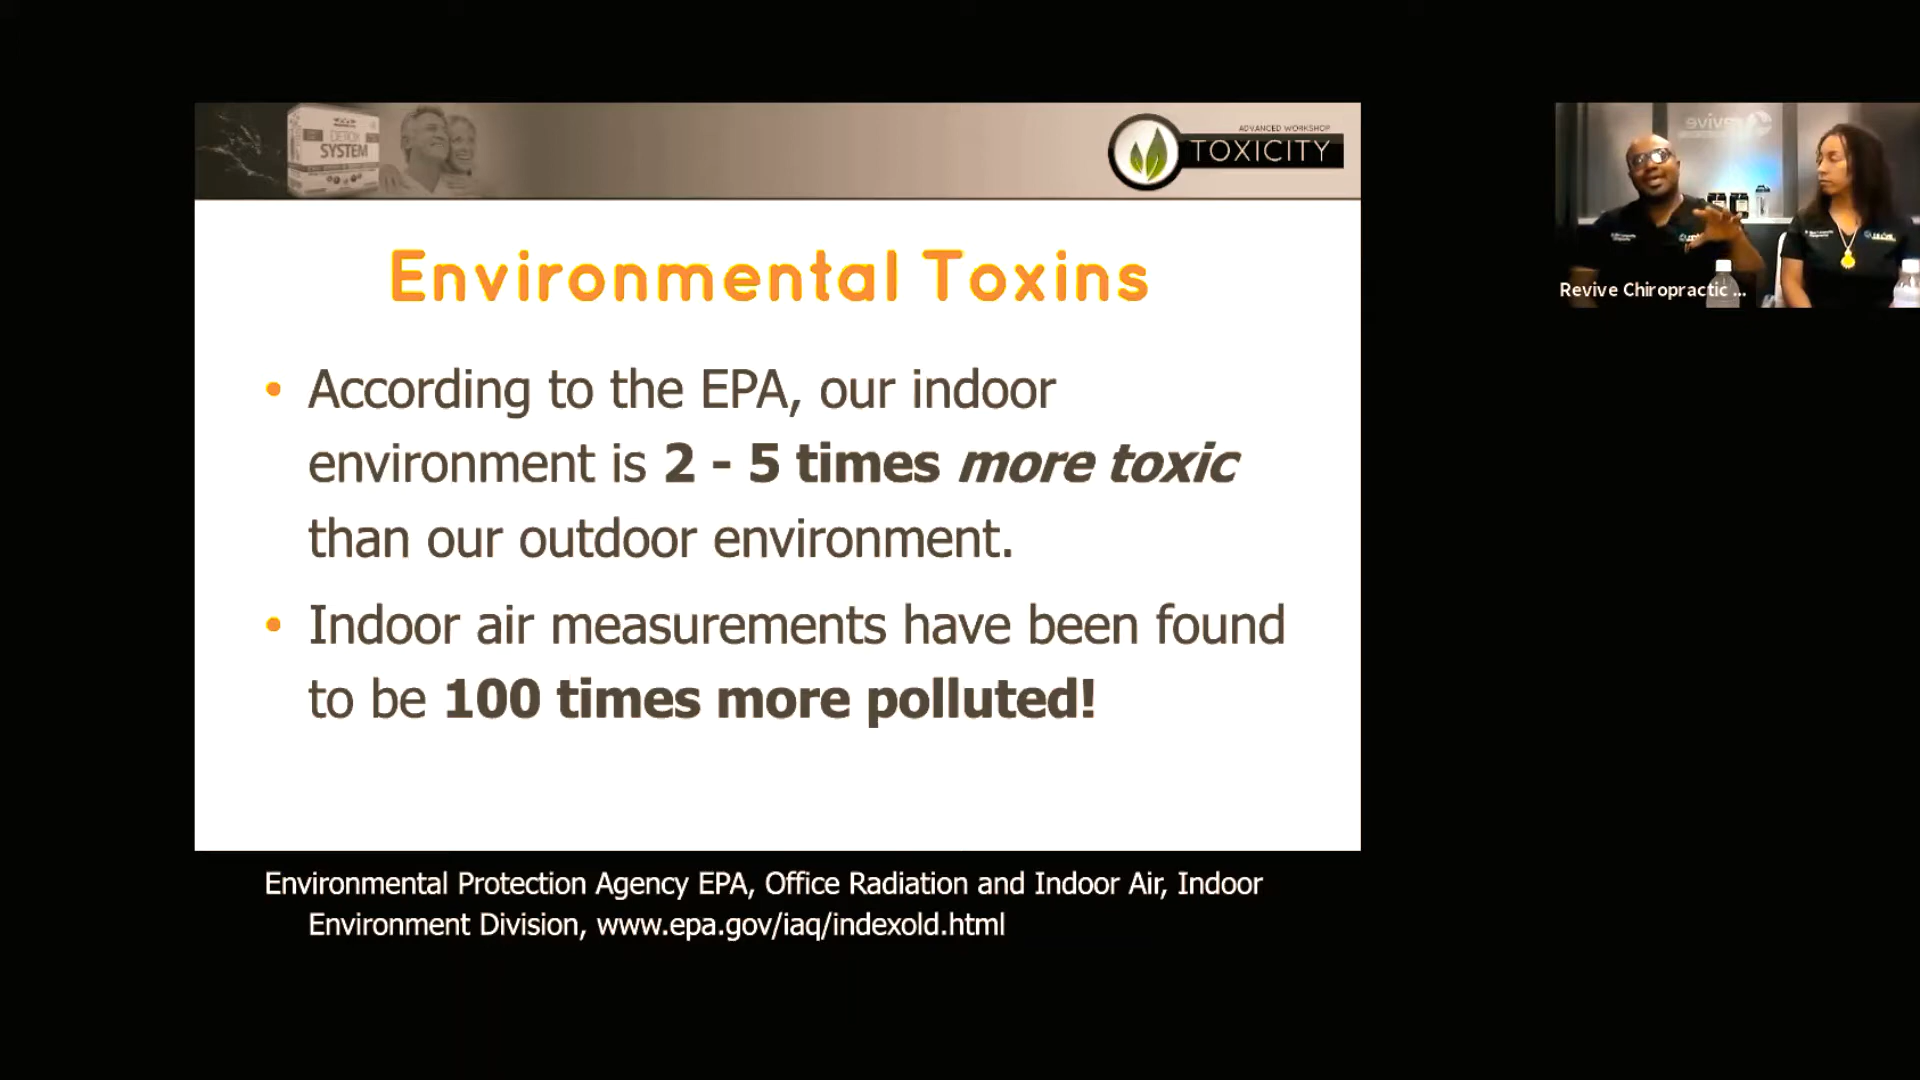 DETOX
SYSTEM
ADVANCED WORKSHOP
TOXICITY
Environmental Toxins
• According to the EPA, our indoor
environment is 2 - 5 times more toxic
than our outdoor environment.
• Indoor air measurements have been found
to be 100 times more polluted!
Environmental Protection Agency EPA, Office Radiation and Indoor Air, Indoor
Environment Division, www.epa.gov/iaq/indexold.html
revive
Revive Chiropractic ...